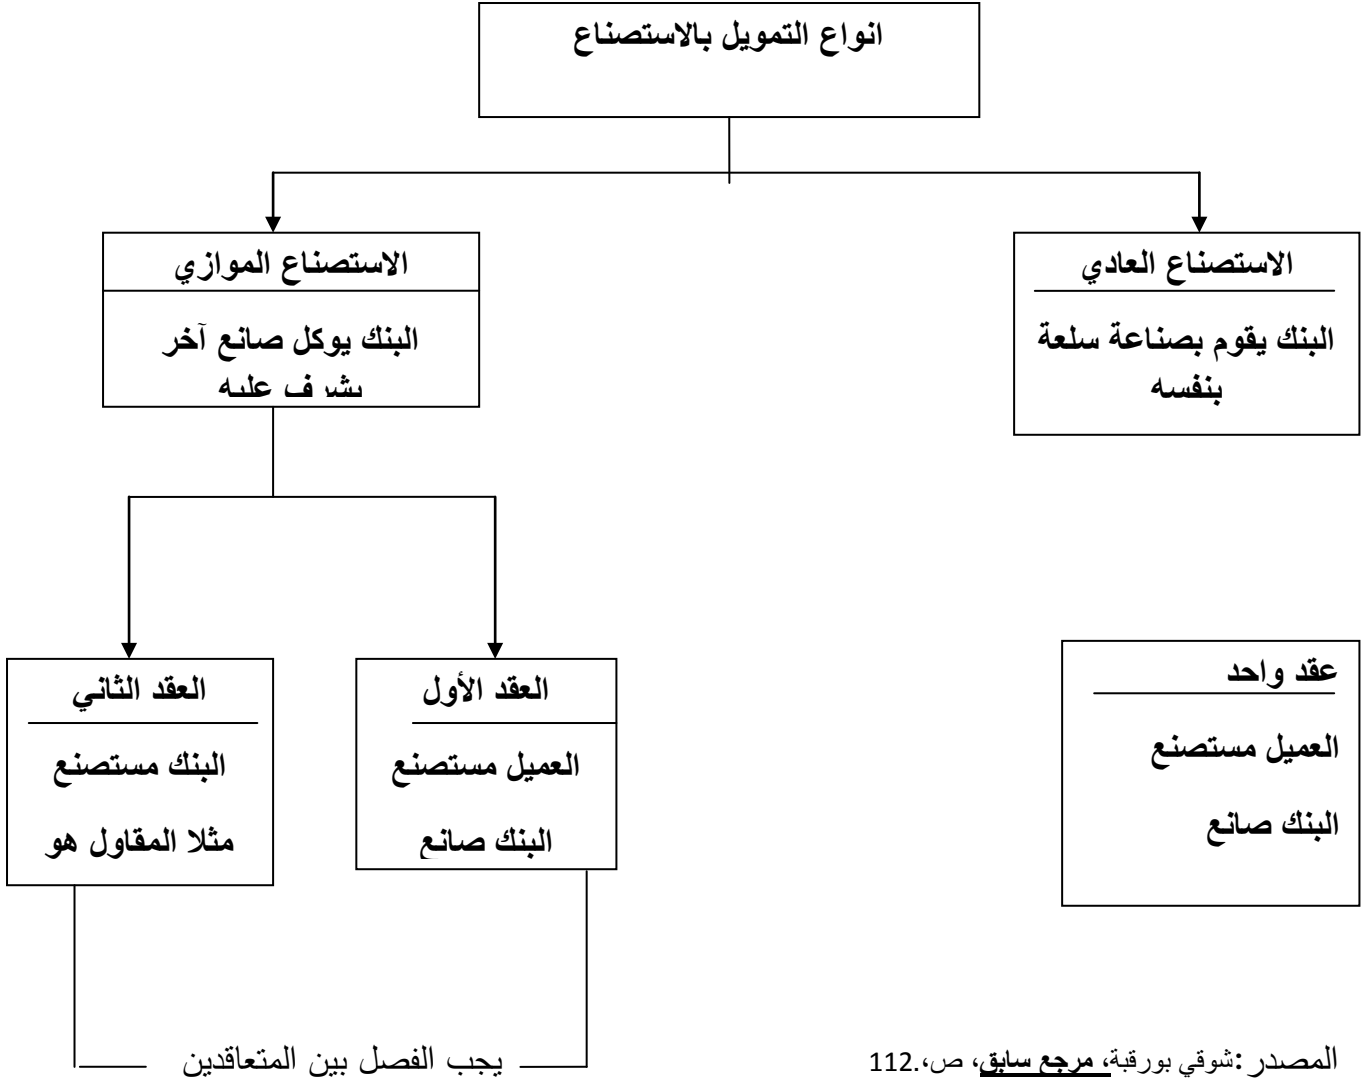 انواع التمويل بالاستصناع
الاستصناع العادي
البنك يقوم بصناعة سلعة
بنفسه
الاستصناع الموازي
البنك يوكل صانع آخر
يشرف عليه
عقد واحد
العميل مستصنع
البنك صانع
العقد الأول
العميل مستصنع
البنك صانع
العقد الثاني
البنك مستصنع
مثلا المقاول هو
يجب الفصل بين المتعاقدين
المصدر:شوقي بورقبة، مرجع سابق، ص،.112